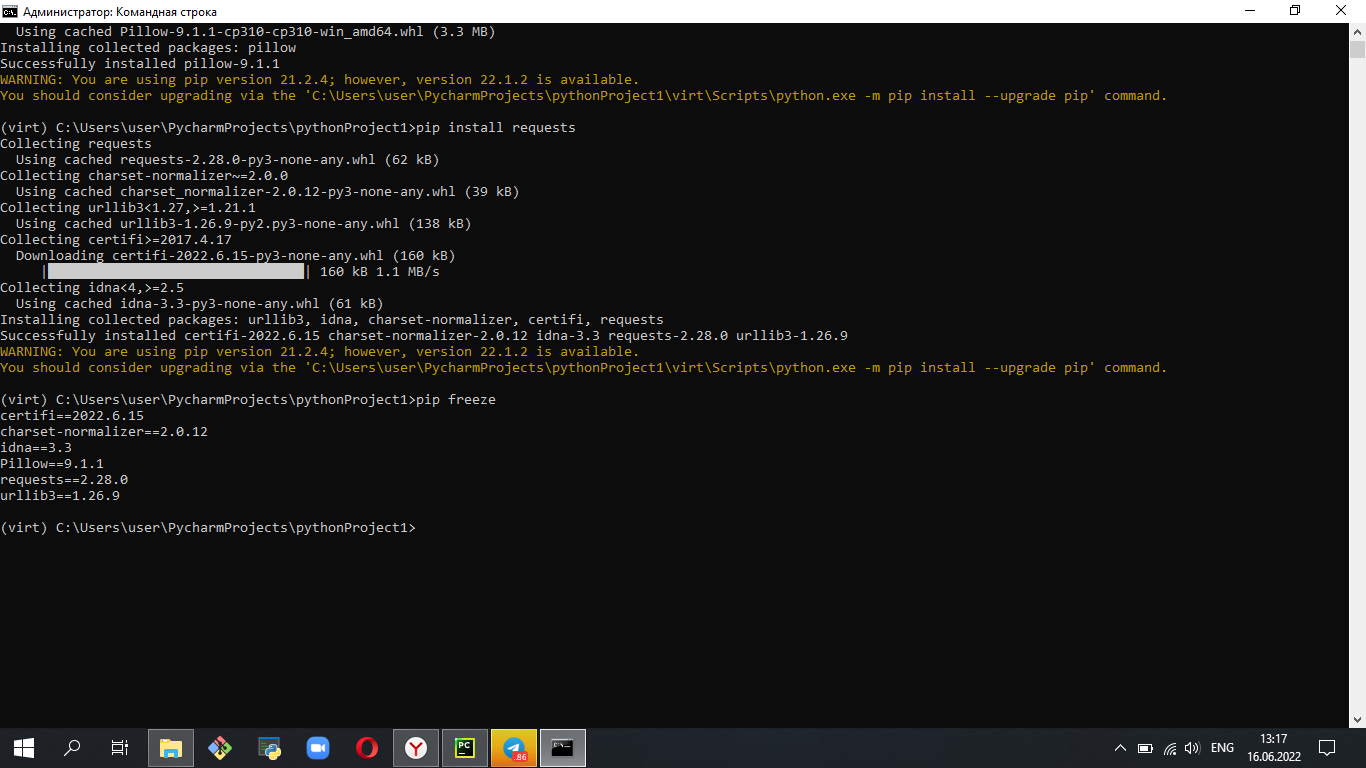 Администратор: Командная строка
Using cached Pillow-9.1.1-cp310-cp310-win_amd64.whl (3.3 MB)
Installing collected packages: pillow
Successfully installed pillow-9.1.1
WARNING: You are using pip version 21.2.4; however, version 22.1.2 is available.
You should consider upgrading via the 'C:\Users\user\PycharmProjects\pythonProject1\virt\Scripts\python.exe -m pip install --upgrade pip' command.
(virt) C:\Users\user\PycharmProjects\pythonProject1>pip install requests
Collecting requests
Using cached requests-2.28.0-py3-none-any.whl (62 kB)
Collecting charset-normalizer~=2.0.0
Using cached charset_normalizer-2.0.12-py3-none-any.whl (39 kB)
Collecting urllib3<1.27,>=1.21.1
Using cached urllib3-1.26.9-py2.py3-none-any.whl (138 kB)
Collecting certifi>=2017.4.17
Downloading certifi-2022.6.15-py3-none-any.whl (160 kB)
|████████████████████████████████| 160 kB 1.1 MB/s
Collecting idna<4,>=2.5
Using cached idna-3.3-py3-none-any.whl (61 kB)
Installing collected packages: urllib3, idna, charset-normalizer, certifi, requests
Successfully installed certifi-2022.6.15 charset-normalizer-2.0.12 idna-3.3 requests-2.28.0 urllib3-1.26.9
WARNING: You are using pip version 21.2.4; however, version 22.1.2 is available.
You should consider upgrading via the 'C:\Users\user\PycharmProjects\pythonProject1\virt\Scripts\python.exe -m pip install --upgrade pip' command.
(virt) C:\Users\user\PycharmProjects\pythonProject1>pip freeze
certifi==2022.6.15
charset-normalizer==2.0.12
idna==3.3
Pillow==9.1.1
requests==2.28.0
urllib3==1.26.9
(virt) C:\Users\user\PycharmProjects\pythonProject1>
ENG
13:17
16.06.2022